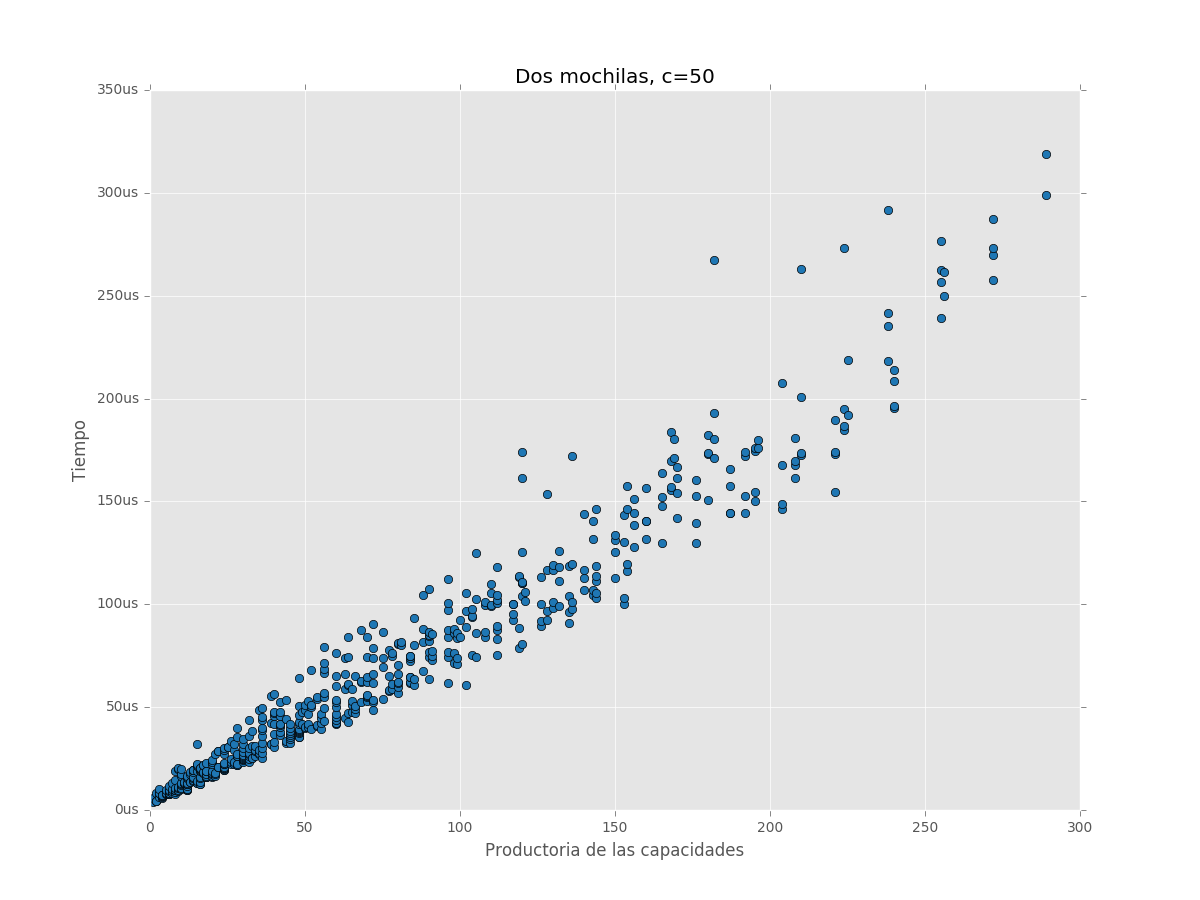 Dos mochilas, c=50
350us
300us
250us
200us
150us
100us
50us
0us
Tiempo
0 50 100 150 200 250 300
Productoria de las capacidades